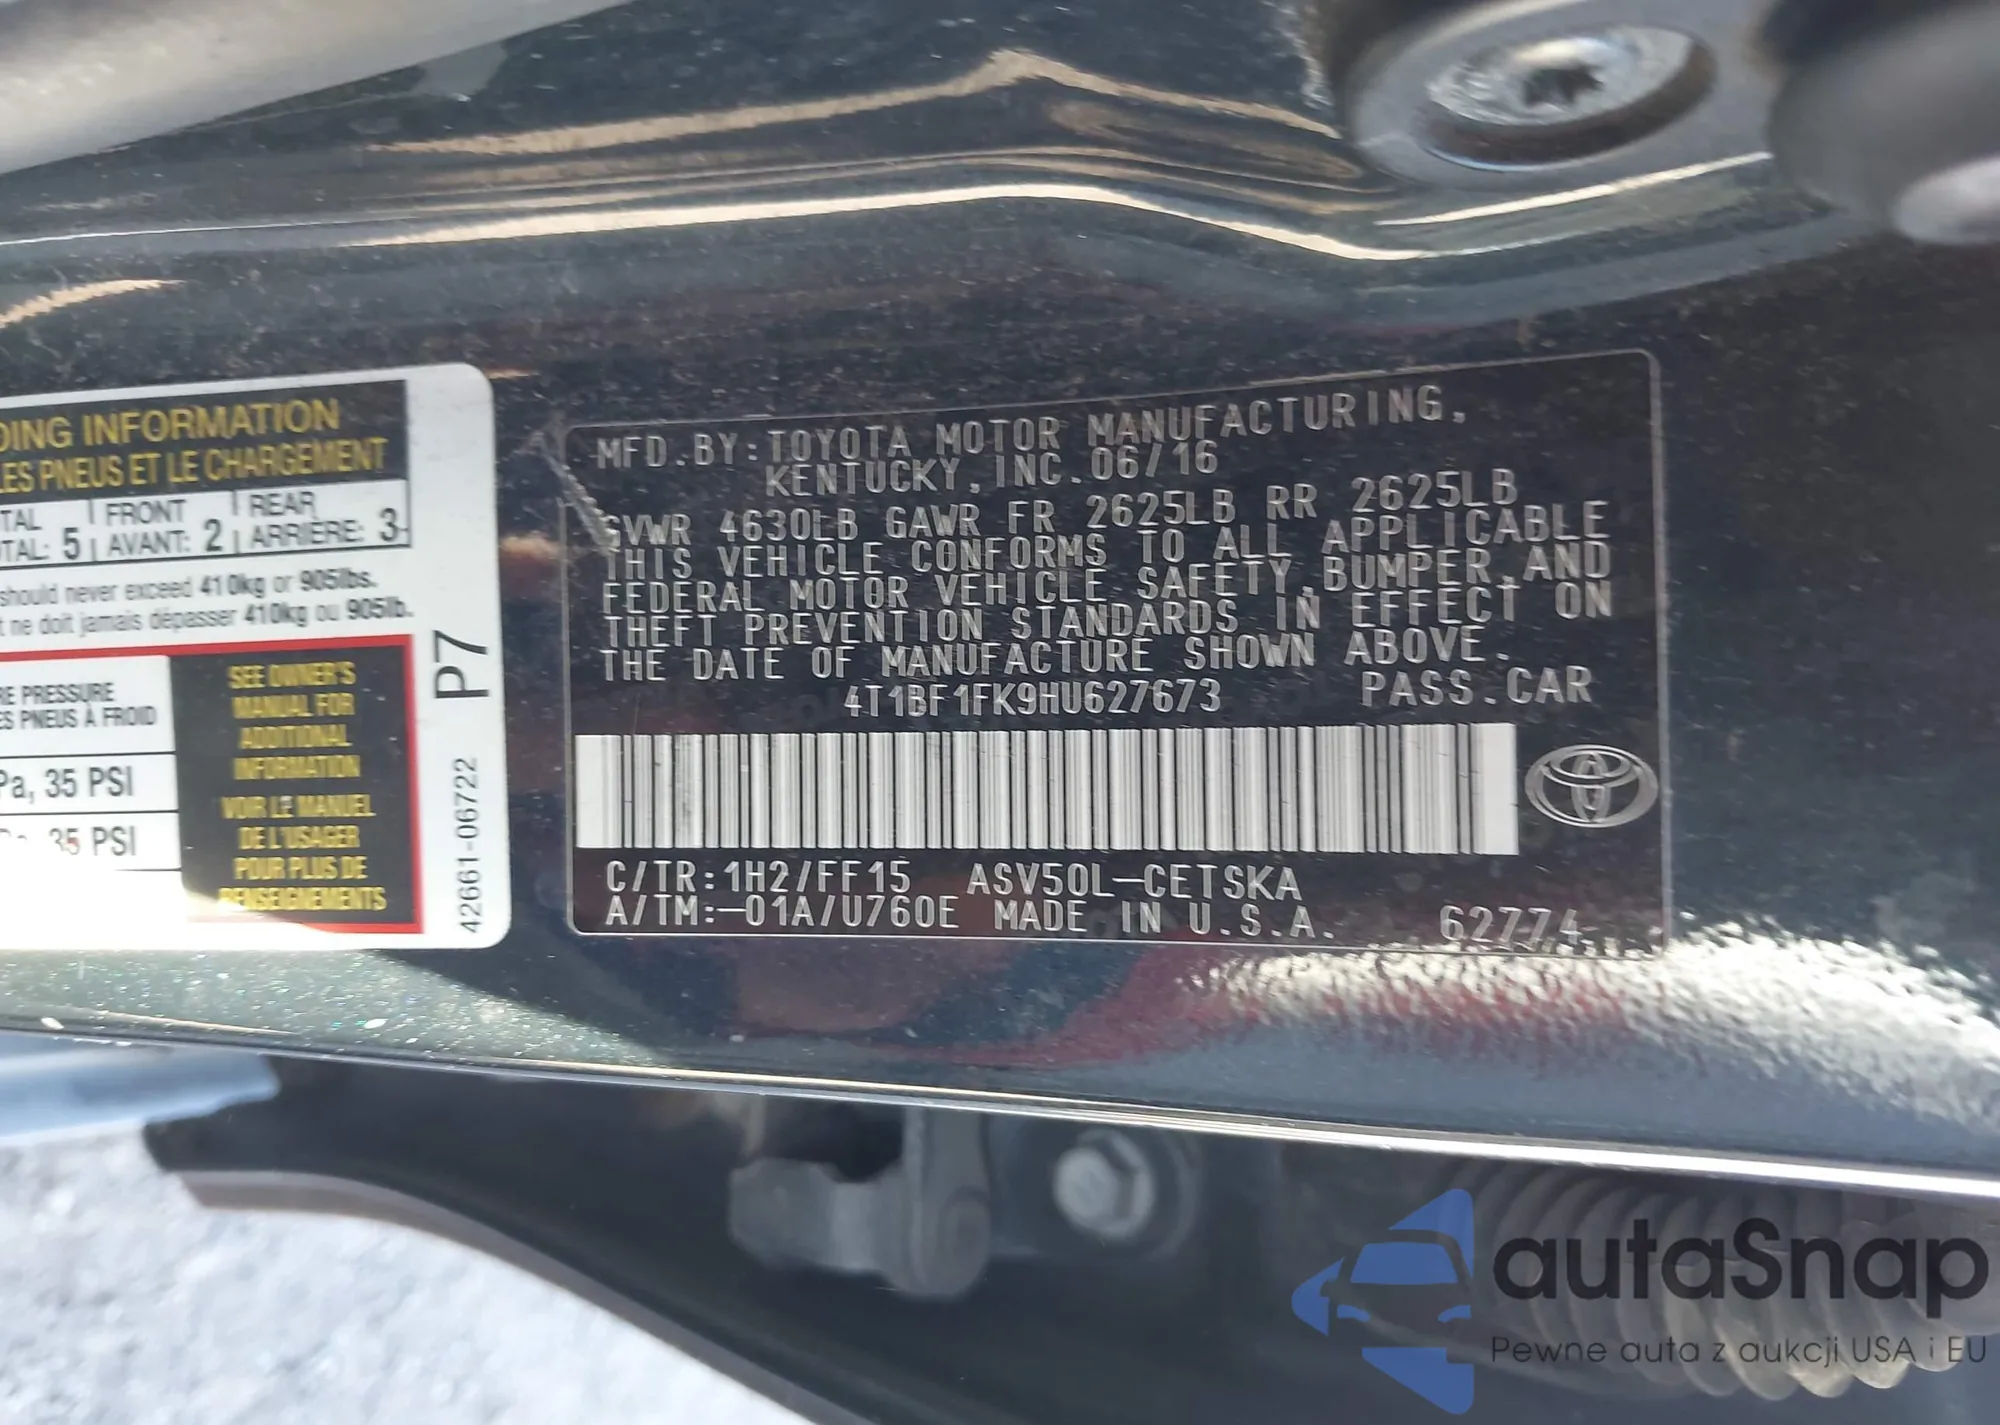 DING INFORMATION
LES PNEUS ET LE CHARGEMENT
TAL FRONT REAR
OTAL: 5 AVANT: 2 ARRIÈRE: 3
should never exceed 410kg or 905lbs.
t ne doit jamais dépasser 410kg ou 905lb.
RE PRESSURE
ES PNEUS À FROID
Pa, 35 PSI
35 PSI
SEE OWNER'S
MANUAL FOR
ADDITIONAL
INFORMATION
VOIR LE MANUEL
DE L'USAGER
POUR PLUS DE
RENSEIGNEMENTS
P7
42661-06722
MFD.BY:TOYOTA MOTOR MANUFACTURING,
KENTUCKY, INC. 06/16
GVWR 4630LB GAWR FR 2625LB RR 2625LB
THIS VEHICLE CONFORMS TO ALL APPLICABLE
FEDERAL MOTOR VEHICLE SAFETY,BUMPER,AND
THEFT PREVENTION STANDARDS IN EFFECT ON
THE DATE OF MANUFACTURE SHOWN ABOVE.
4T1BF1FK9HU627673 PASS.CAR
C/TR:1H2/FF15 ASV50L-CETSKA
A/TM:-01A/U760E MADE IN U.S.A. 62774
autaSnap
Pewne auta z aukcji USA i EU